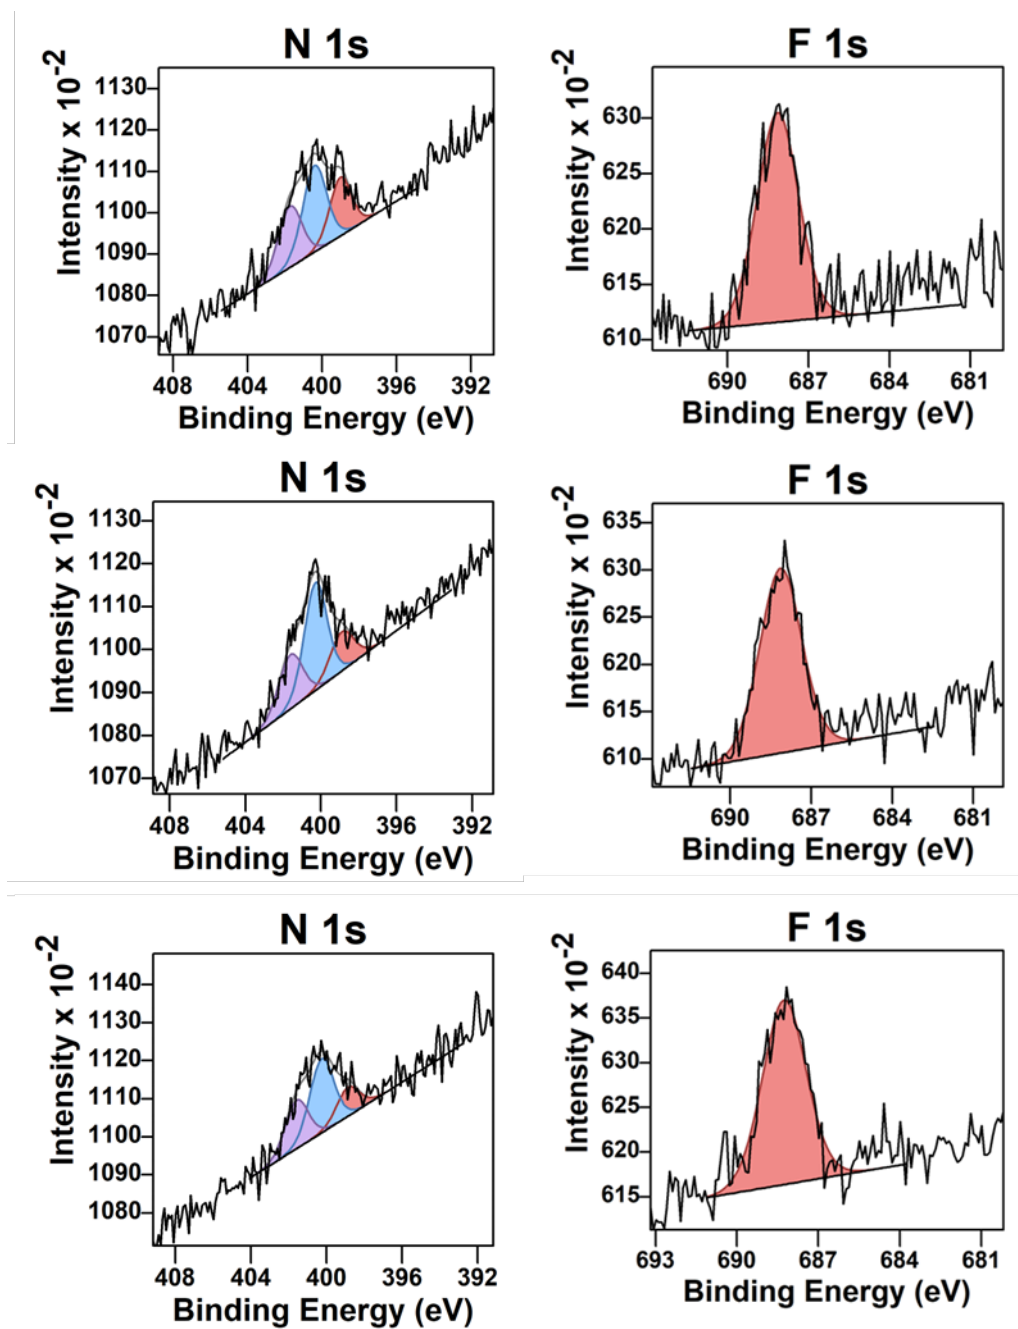 N 1s
Intensity x 10-2
1130
1120
1110
1100
1090
1080
1070
408 404 400 396 392
Binding Energy (eV)
F 1s
Intensity x 10-2
630
625
620
615
610
690 687 684 681
Binding Energy (eV)
N 1s
Intensity x 10-2
1130
1120
1110
1100
1090
1080
1070
408 404 400 396 392
Binding Energy (eV)
F 1s
Intensity x 10-2
635
630
625
620
615
610
690 687 684 681
Binding Energy (eV)
N 1s
Intensity x 10-2
1140
1130
1120
1110
1100
1090
1080
408 404 400 396 392
Binding Energy (eV)
F 1s
Intensity x 10-2
640
635
630
625
620
615
693 690 687 684 681
Binding Energy (eV)